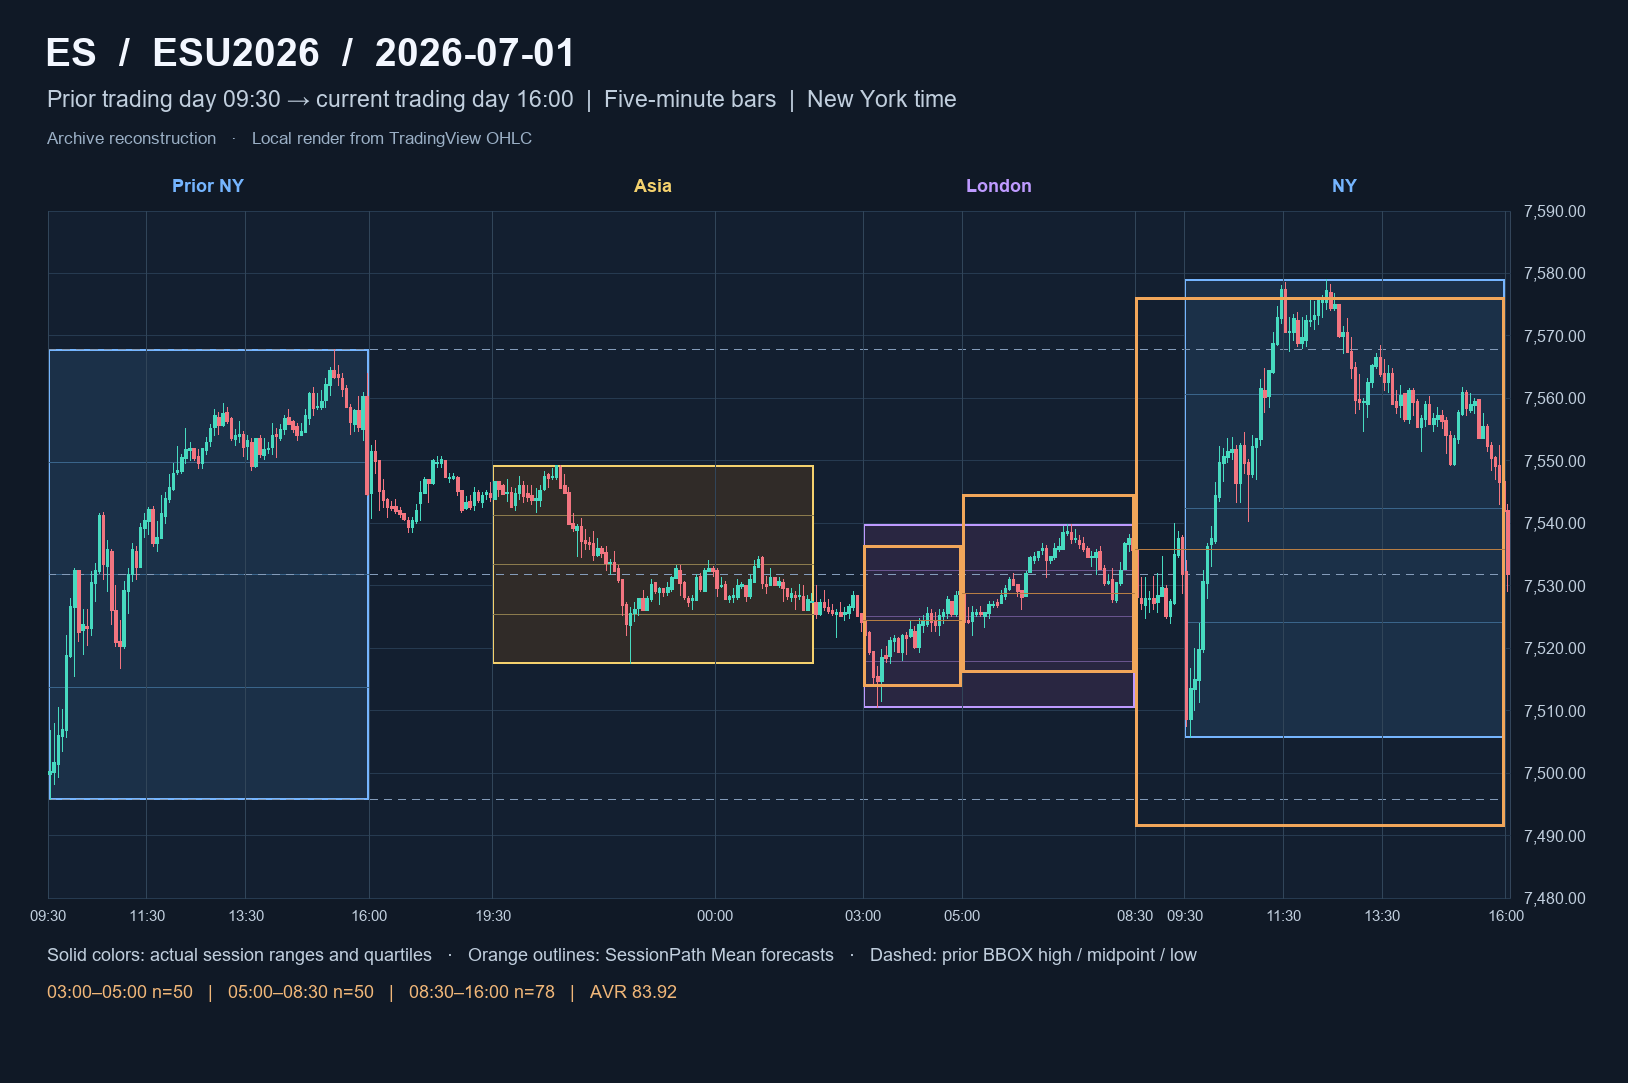 ES / ESU2026 / 2026-07-01
Prior trading day 09:30 → current trading day 16:00 | Five-minute bars | New York time
Archive reconstruction · Local render from TradingView OHLC
Prior NY Asia London NY
7,590.00
7,580.00
7,570.00
7,560.00
7,550.00
7,540.00
7,530.00
7,520.00
7,510.00
7,500.00
7,490.00
7,480.00
09:30 11:30 13:30 16:00 19:30 00:00 03:00 05:00 08:30 09:30 11:30 13:30 16:00
Solid colors: actual session ranges and quartiles · Orange outlines: SessionPath Mean forecasts · Dashed: prior BBOX high / midpoint / low
03:00–05:00 n=50 | 05:00–08:30 n=50 | 08:30–16:00 n=78 | AVR 83.92